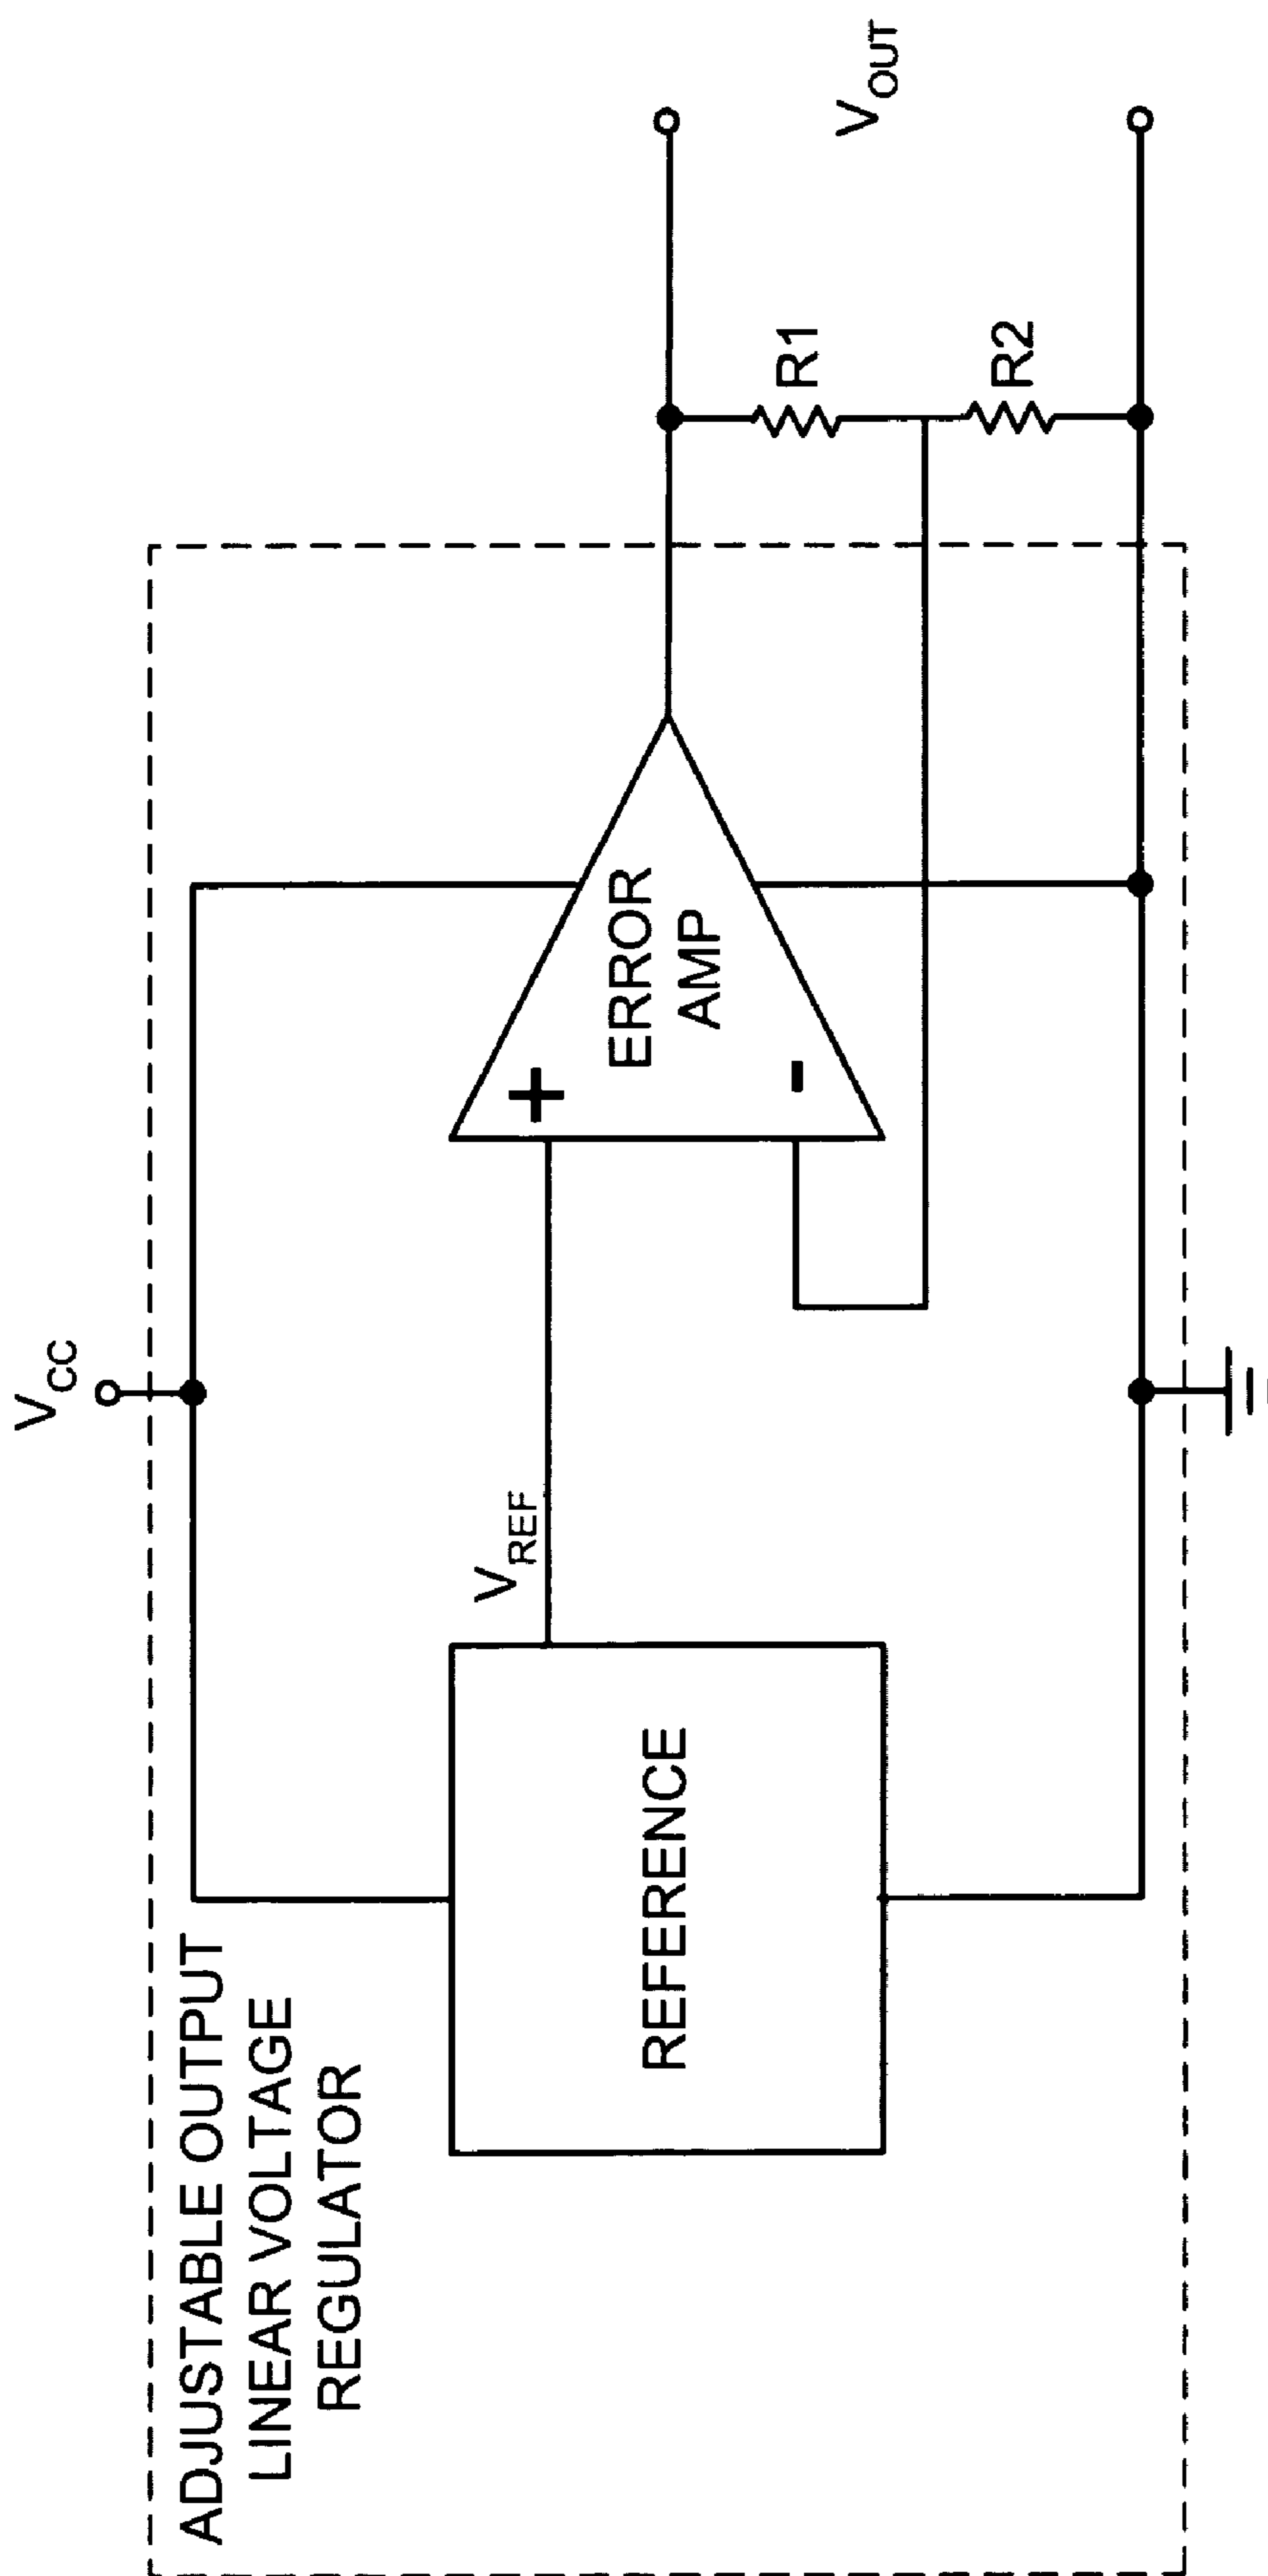 V_CC
ADJUSTABLE OUTPUT
LINEAR VOLTAGE
REGULATOR
V_REF
REFERENCE
+
-
ERROR
AMP
R1
R2
V_OUT